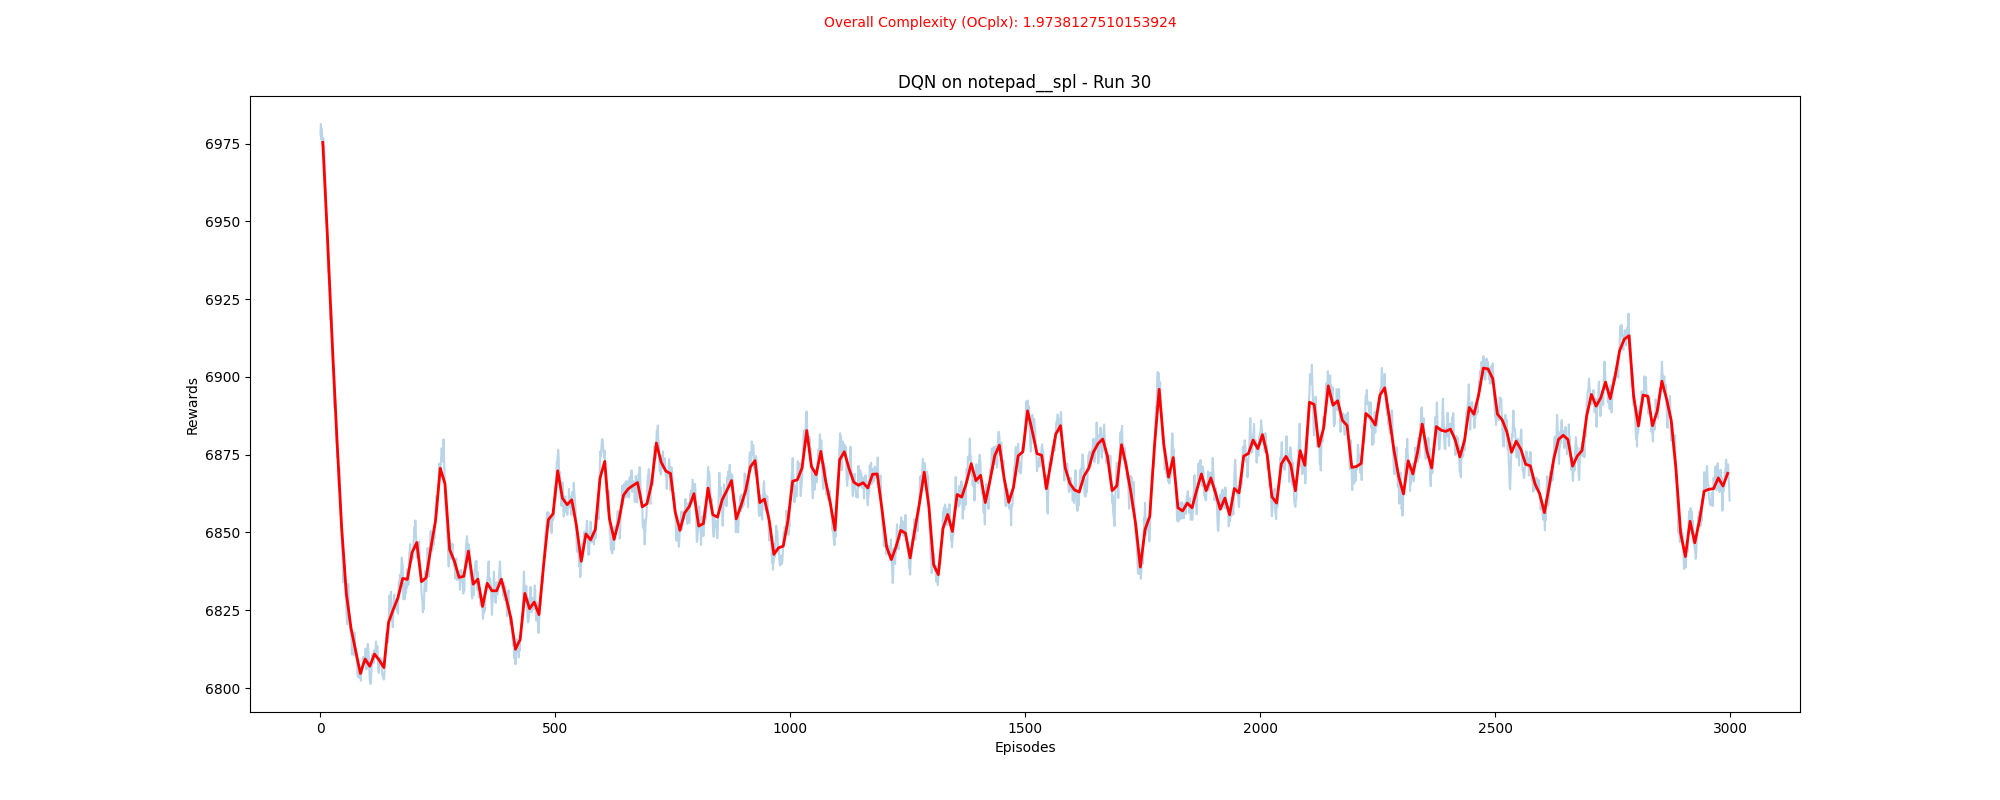 Overall Complexity (OCplx): 1.9738127510153924
DQN on notepad__spl - Run 30
6975
6950
6925
6900
6875
6850
6825
6800
Rewards
0 500 1000 1500 2000 2500 3000
Episodes